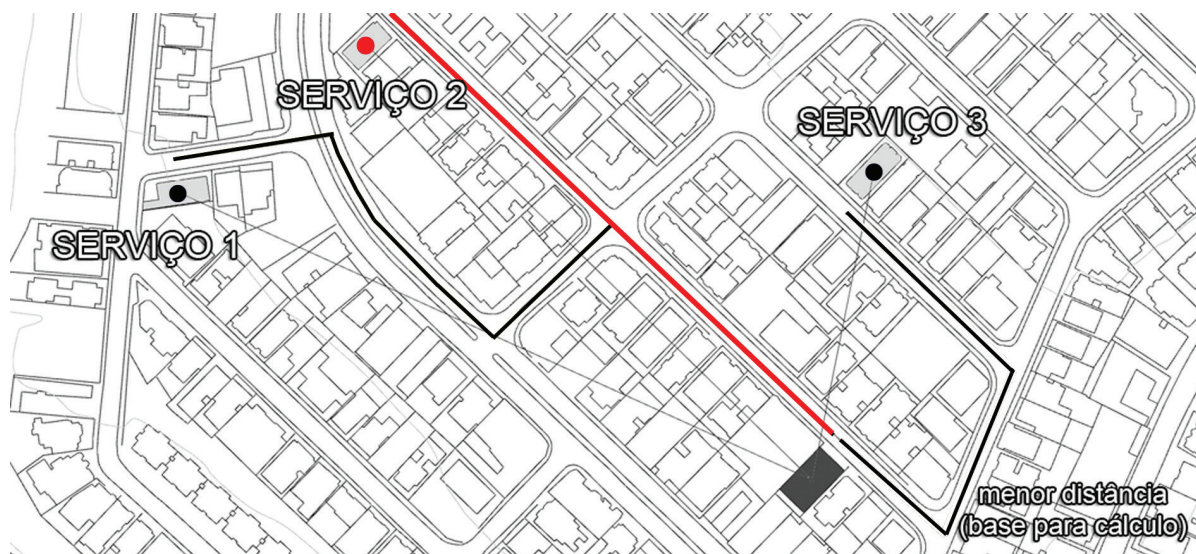 SERVIÇO 2
SERVIÇO 3
SERVIÇO 1
menor distância
(base para cálculo)